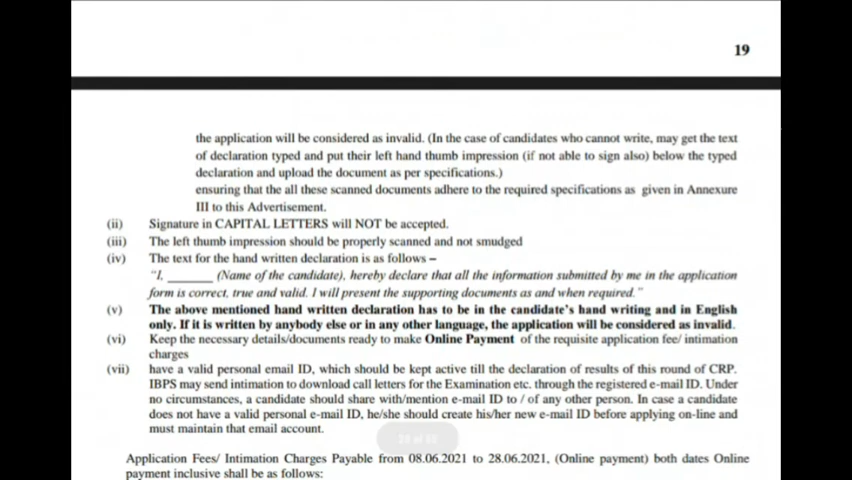 19
the application will be considered as invalid. (In the case of candidates who cannot write, may get the text
of declaration typed and put their left hand thumb impression (if not able to sign also) below the typed
declaration and upload the document as per specifications.)
ensuring that the all these scanned documents adhere to the required specifications as given in Annexure
III to this Advertisement.
(ii) Signature in CAPITAL LETTERS will NOT be accepted.
(iii) The left thumb impression should be properly scanned and not smudged
(iv) The text for the hand written declaration is as follows –
"I, _______ (Name of the candidate), hereby declare that all the information submitted by me in the application
form is correct, true and valid. I will present the supporting documents as and when required."
(v) The above mentioned hand written declaration has to be in the candidate's hand writing and in English
only. If it is written by anybody else or in any other language, the application will be considered as invalid.
(vi) Keep the necessary details/documents ready to make Online Payment of the requisite application fee/ intimation
charges
(vii) have a valid personal email ID, which should be kept active till the declaration of results of this round of CRP.
IBPS may send intimation to download call letters for the Examination etc. through the registered e-mail ID. Under
no circumstances, a candidate should share with/mention e-mail ID to / of any other person. In case a candidate
does not have a valid personal e-mail ID, he/she should create his/her new e-mail ID before applying on-line and
must maintain that email account.
Application Fees/ Intimation Charges Payable from 08.06.2021 to 28.06.2021, (Online payment) both dates Online
payment inclusive shall be as follows: